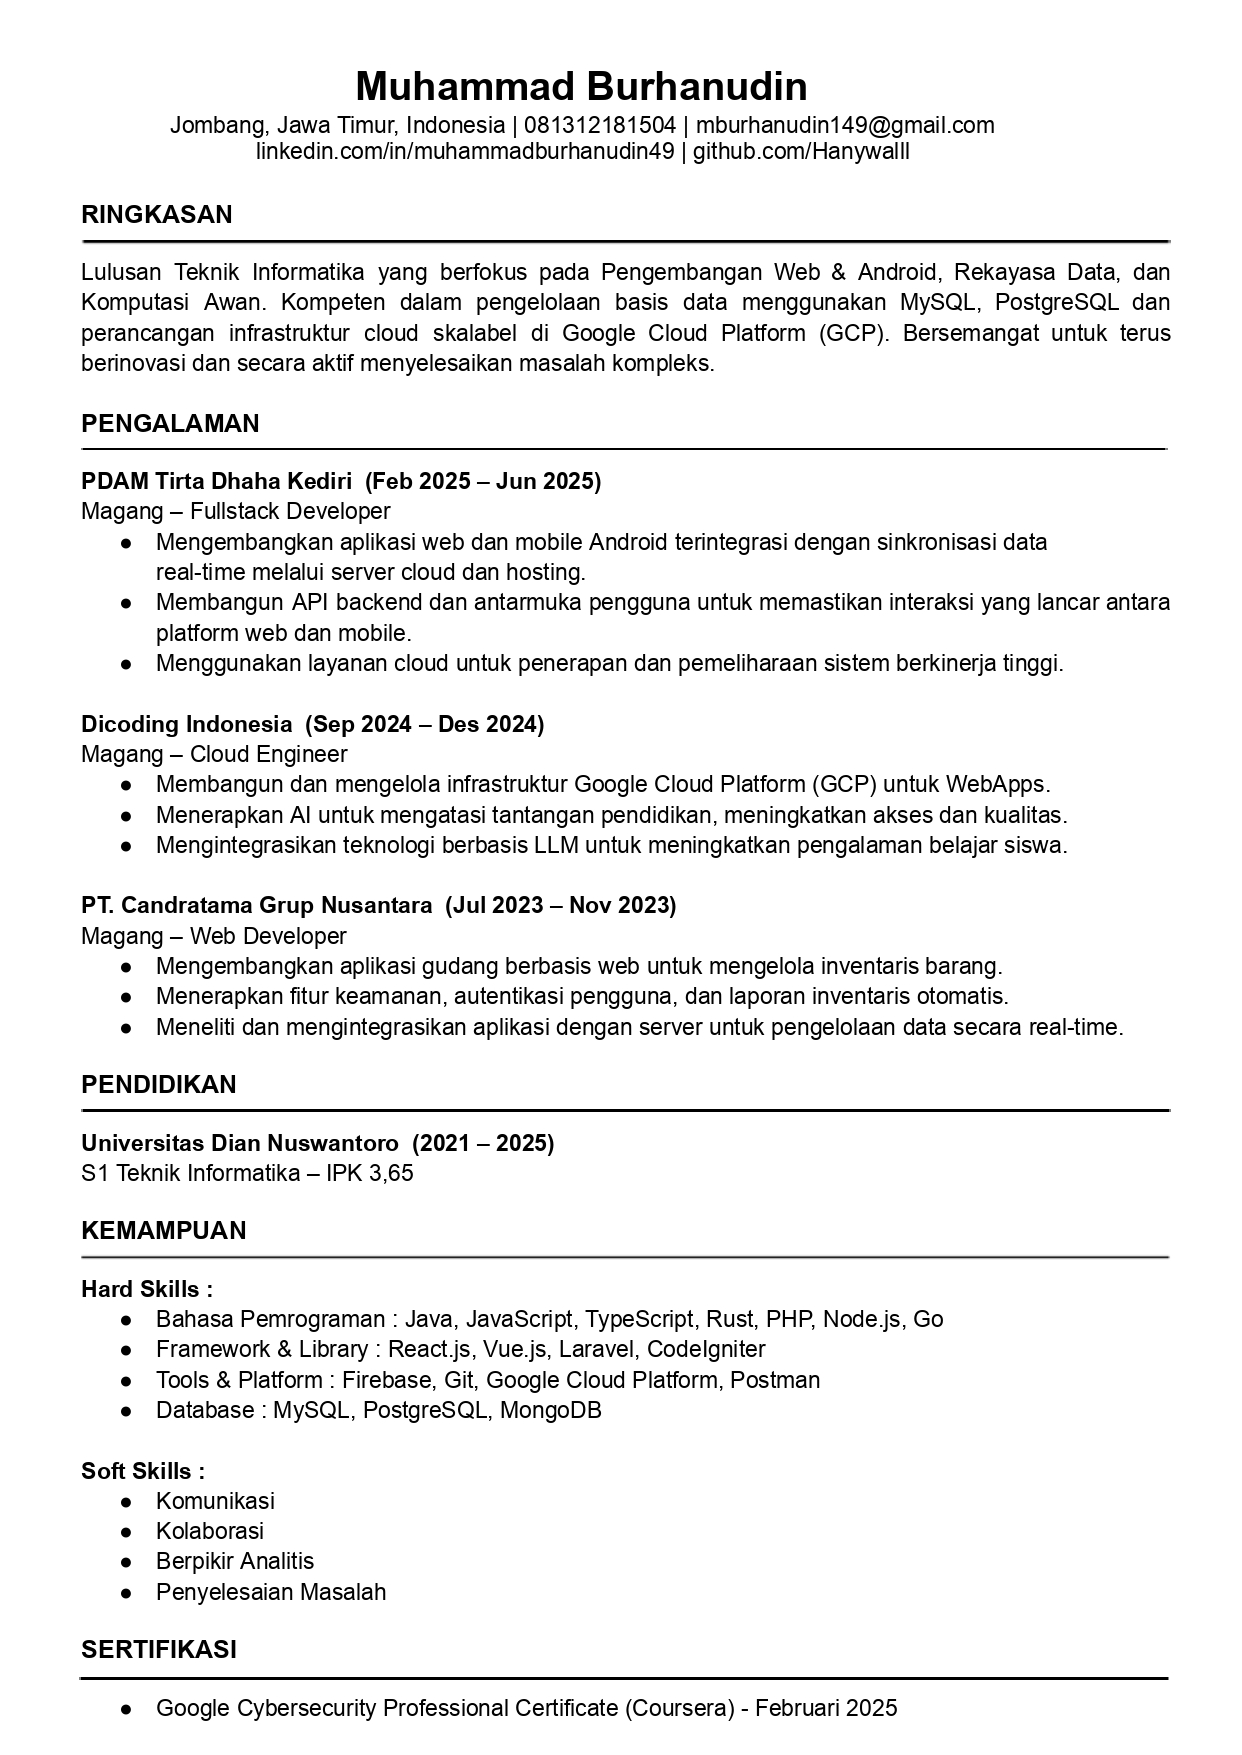 Muhammad Burhanudin
Jombang, Jawa Timur, Indonesia | 081312181504 | mburhanudin149@gmail.com
linkedin.com/in/muhammadburhanudin49 | github.com/Hanywalll
RINGKASAN
Lulusan Teknik Informatika yang berfokus pada Pengembangan Web & Android, Rekayasa Data, dan
Komputasi Awan. Kompeten dalam pengelolaan basis data menggunakan MySQL, PostgreSQL dan
perancangan infrastruktur cloud skalabel di Google Cloud Platform (GCP). Bersemangat untuk terus
berinovasi dan secara aktif menyelesaikan masalah kompleks.
PENGALAMAN
PDAM Tirta Dhaha Kediri (Feb 2025 – Jun 2025)
Magang – Fullstack Developer
● Mengembangkan aplikasi web dan mobile Android terintegrasi dengan sinkronisasi data
real-time melalui server cloud dan hosting.
● Membangun API backend dan antarmuka pengguna untuk memastikan interaksi yang lancar antara
platform web dan mobile.
● Menggunakan layanan cloud untuk penerapan dan pemeliharaan sistem berkinerja tinggi.
Dicoding Indonesia (Sep 2024 – Des 2024)
Magang – Cloud Engineer
● Membangun dan mengelola infrastruktur Google Cloud Platform (GCP) untuk WebApps.
● Menerapkan AI untuk mengatasi tantangan pendidikan, meningkatkan akses dan kualitas.
● Mengintegrasikan teknologi berbasis LLM untuk meningkatkan pengalaman belajar siswa.
PT. Candratama Grup Nusantara (Jul 2023 – Nov 2023)
Magang – Web Developer
● Mengembangkan aplikasi gudang berbasis web untuk mengelola inventaris barang.
● Menerapkan fitur keamanan, autentikasi pengguna, dan laporan inventaris otomatis.
● Meneliti dan mengintegrasikan aplikasi dengan server untuk pengelolaan data secara real-time.
PENDIDIKAN
Universitas Dian Nuswantoro (2021 – 2025)
S1 Teknik Informatika – IPK 3,65
KEMAMPUAN
Hard Skills :
● Bahasa Pemrograman : Java, JavaScript, TypeScript, Rust, PHP, Node.js, Go
● Framework & Library : React.js, Vue.js, Laravel, CodeIgniter
● Tools & Platform : Firebase, Git, Google Cloud Platform, Postman
● Database : MySQL, PostgreSQL, MongoDB
Soft Skills :
● Komunikasi
● Kolaborasi
● Berpikir Analitis
● Penyelesaian Masalah
SERTIFIKASI
● Google Cybersecurity Professional Certificate (Coursera) - Februari 2025